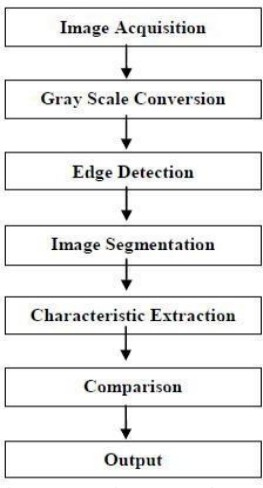 Image Acquisition
Gray Scale Conversion
Edge Detection
Image Segmentation
Characteristic Extraction
Comparison
Output